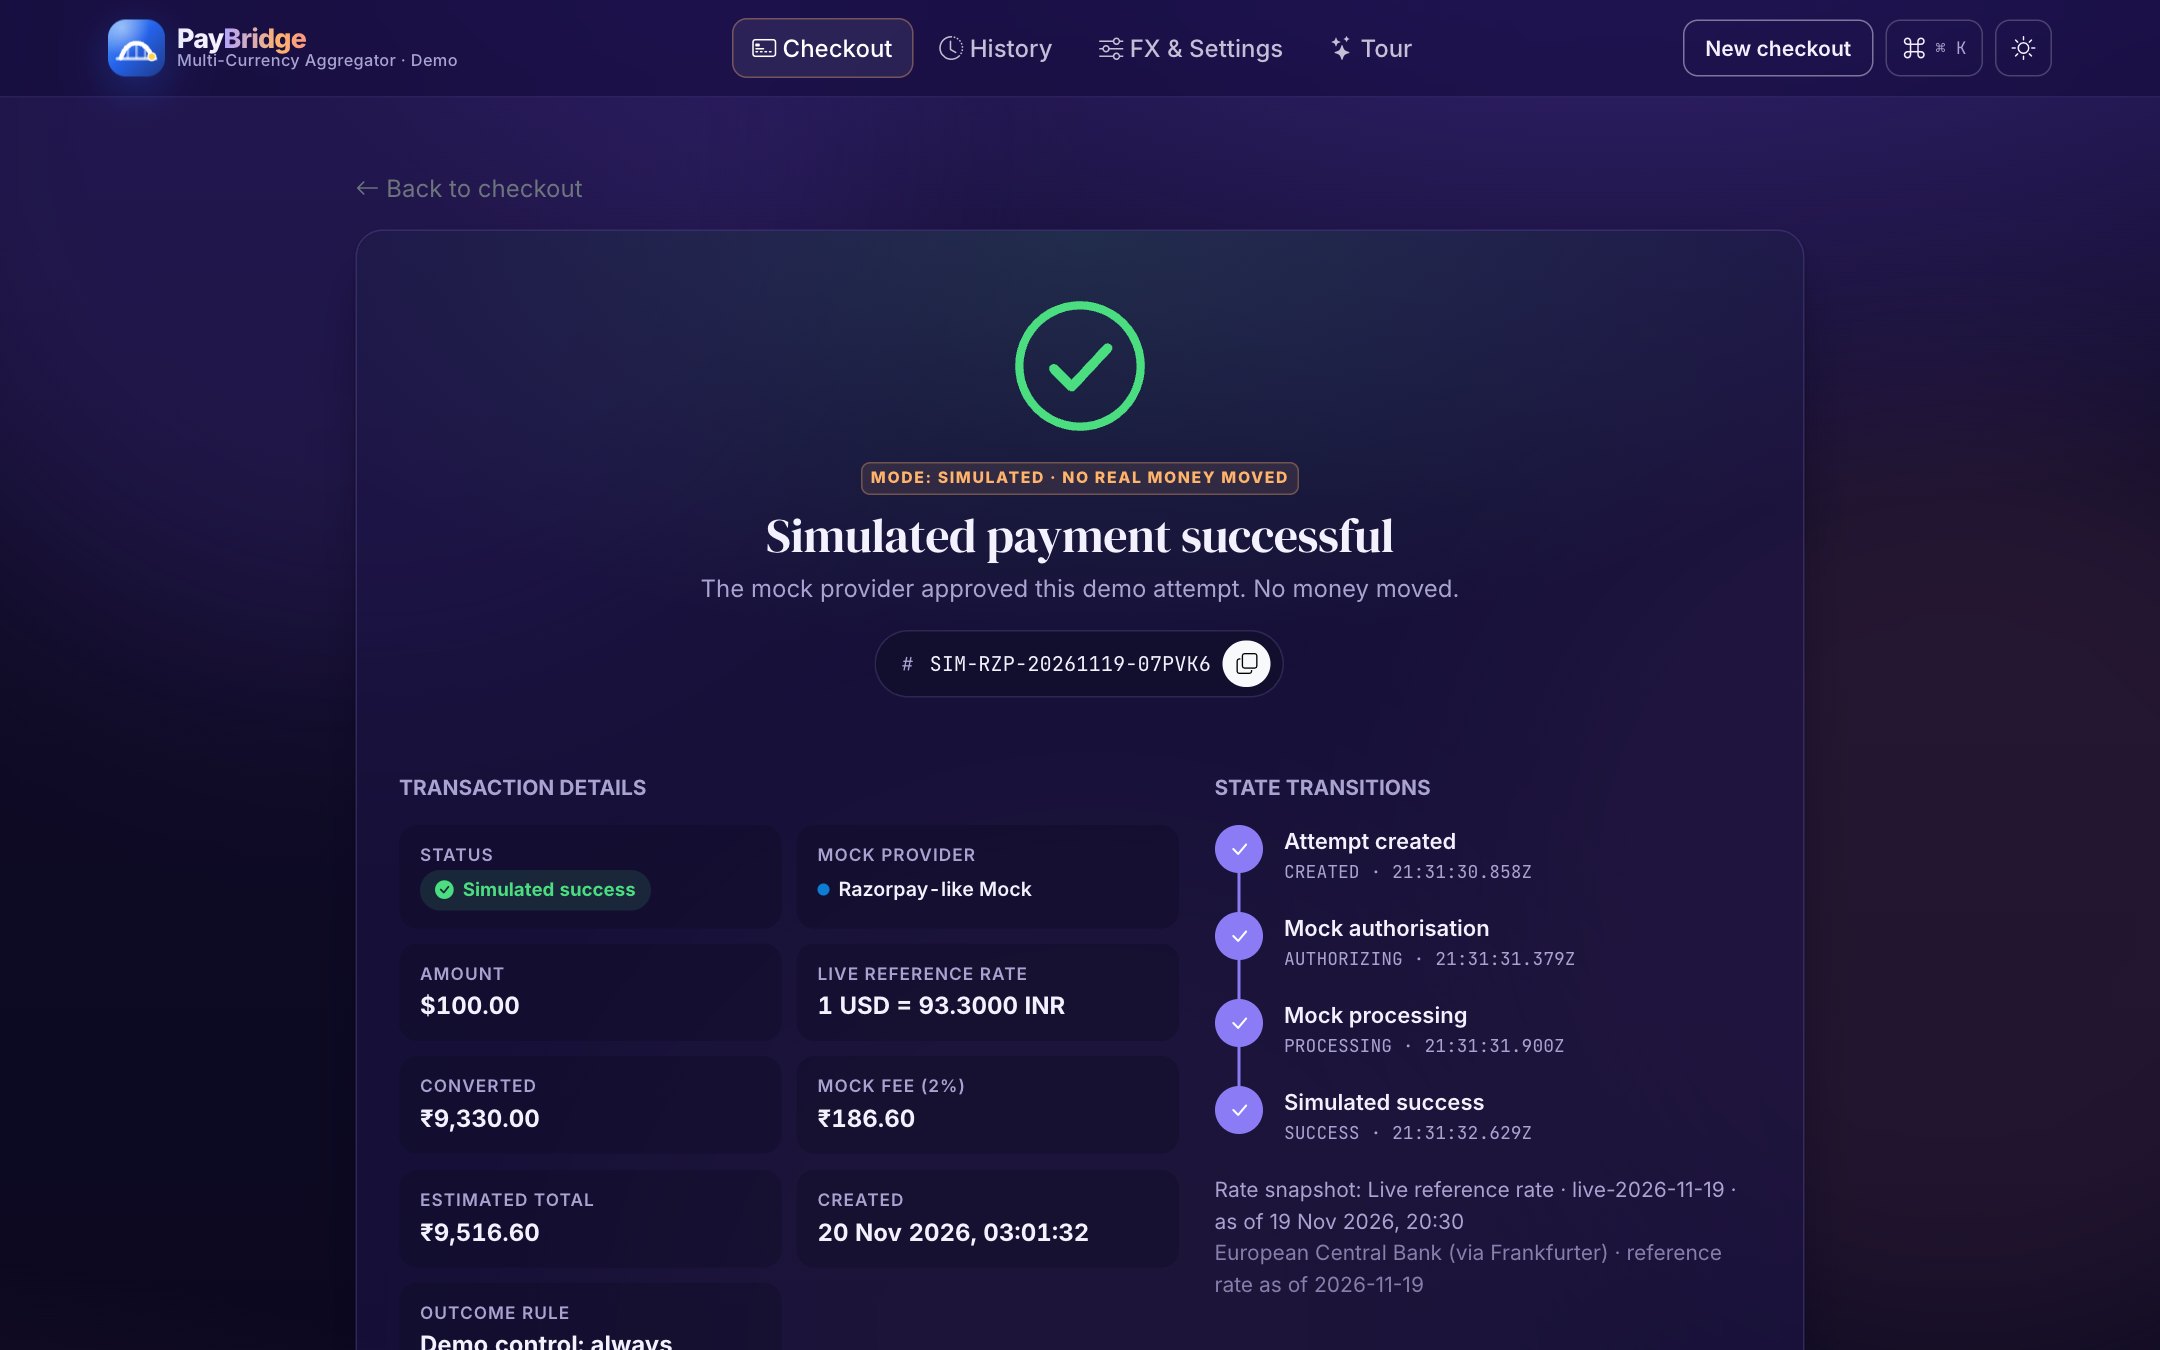 PayBridge
Multi-Currency Aggregator · Demo
Checkout
History
FX & Settings
Tour
New checkout
⌘ K
← Back to checkout
MODE: SIMULATED · NO REAL MONEY MOVED
Simulated payment successful
The mock provider approved this demo attempt. No money moved.
# SIM-RZP-20261119-07PVK6
TRANSACTION DETAILS
STATUS
Simulated success
MOCK PROVIDER
Razorpay-like Mock
AMOUNT
$100.00
LIVE REFERENCE RATE
1 USD = 93.3000 INR
CONVERTED
₹9,330.00
MOCK FEE (2%)
₹186.60
ESTIMATED TOTAL
₹9,516.60
CREATED
20 Nov 2026, 03:01:32
OUTCOME RULE
Demo control: always
STATE TRANSITIONS
Attempt created
CREATED · 21:31:30.858Z
Mock authorisation
AUTHORIZING · 21:31:31.379Z
Mock processing
PROCESSING · 21:31:31.900Z
Simulated success
SUCCESS · 21:31:32.629Z
Rate snapshot: Live reference rate · live-2026-11-19 ·
as of 19 Nov 2026, 20:30
European Central Bank (via Frankfurter) · reference
rate as of 2026-11-19